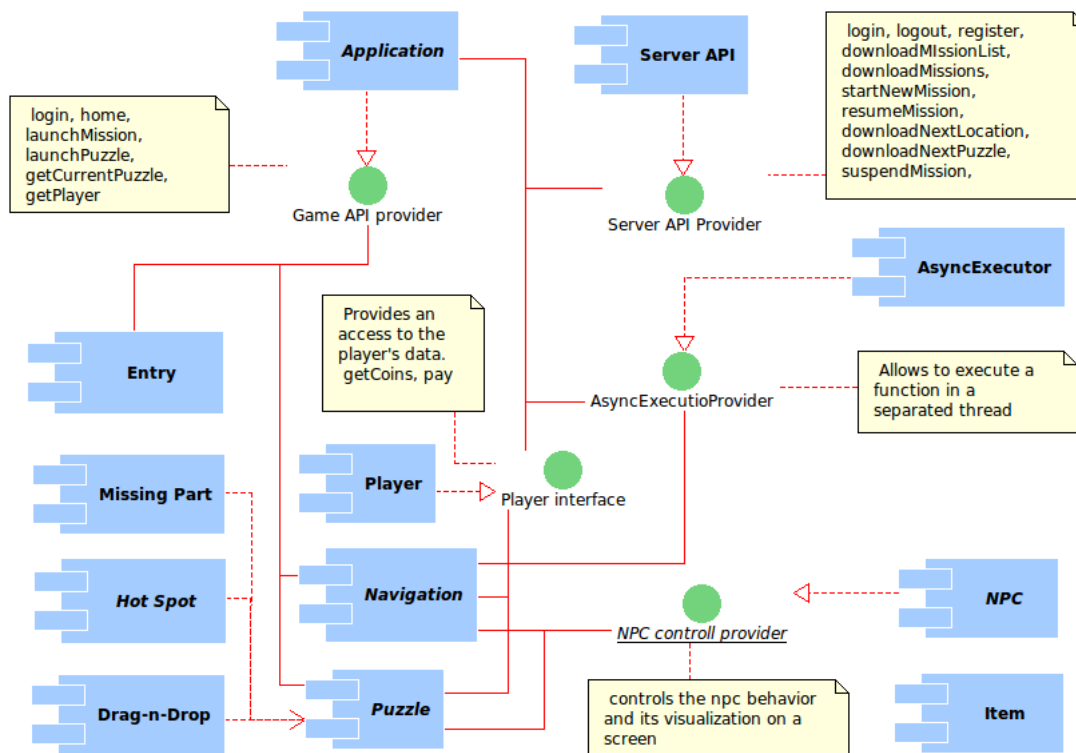 Application
Server API
login, logout, register,
downloadMIssionList,
downloadMissions,
startNewMission,
resumeMission,
downloadNextLocation,
downloadNextPuzzle,
suspendMission,
login, home,
launchMission,
launchPuzzle,
getCurrentPuzzle,
getPlayer
Game API provider
Server API Provider
AsyncExecutor
Provides an
access to the
player's data.
getCoins, pay
Entry
AsyncExecutioProvider
Allows to execute a
function in a
separated thread
Missing Part
Player
Player interface
Hot Spot
Navigation
NPC controll provider
NPC
Drag-n-Drop
Puzzle
controls the npc behavior
and its visualization on a
screen
Item